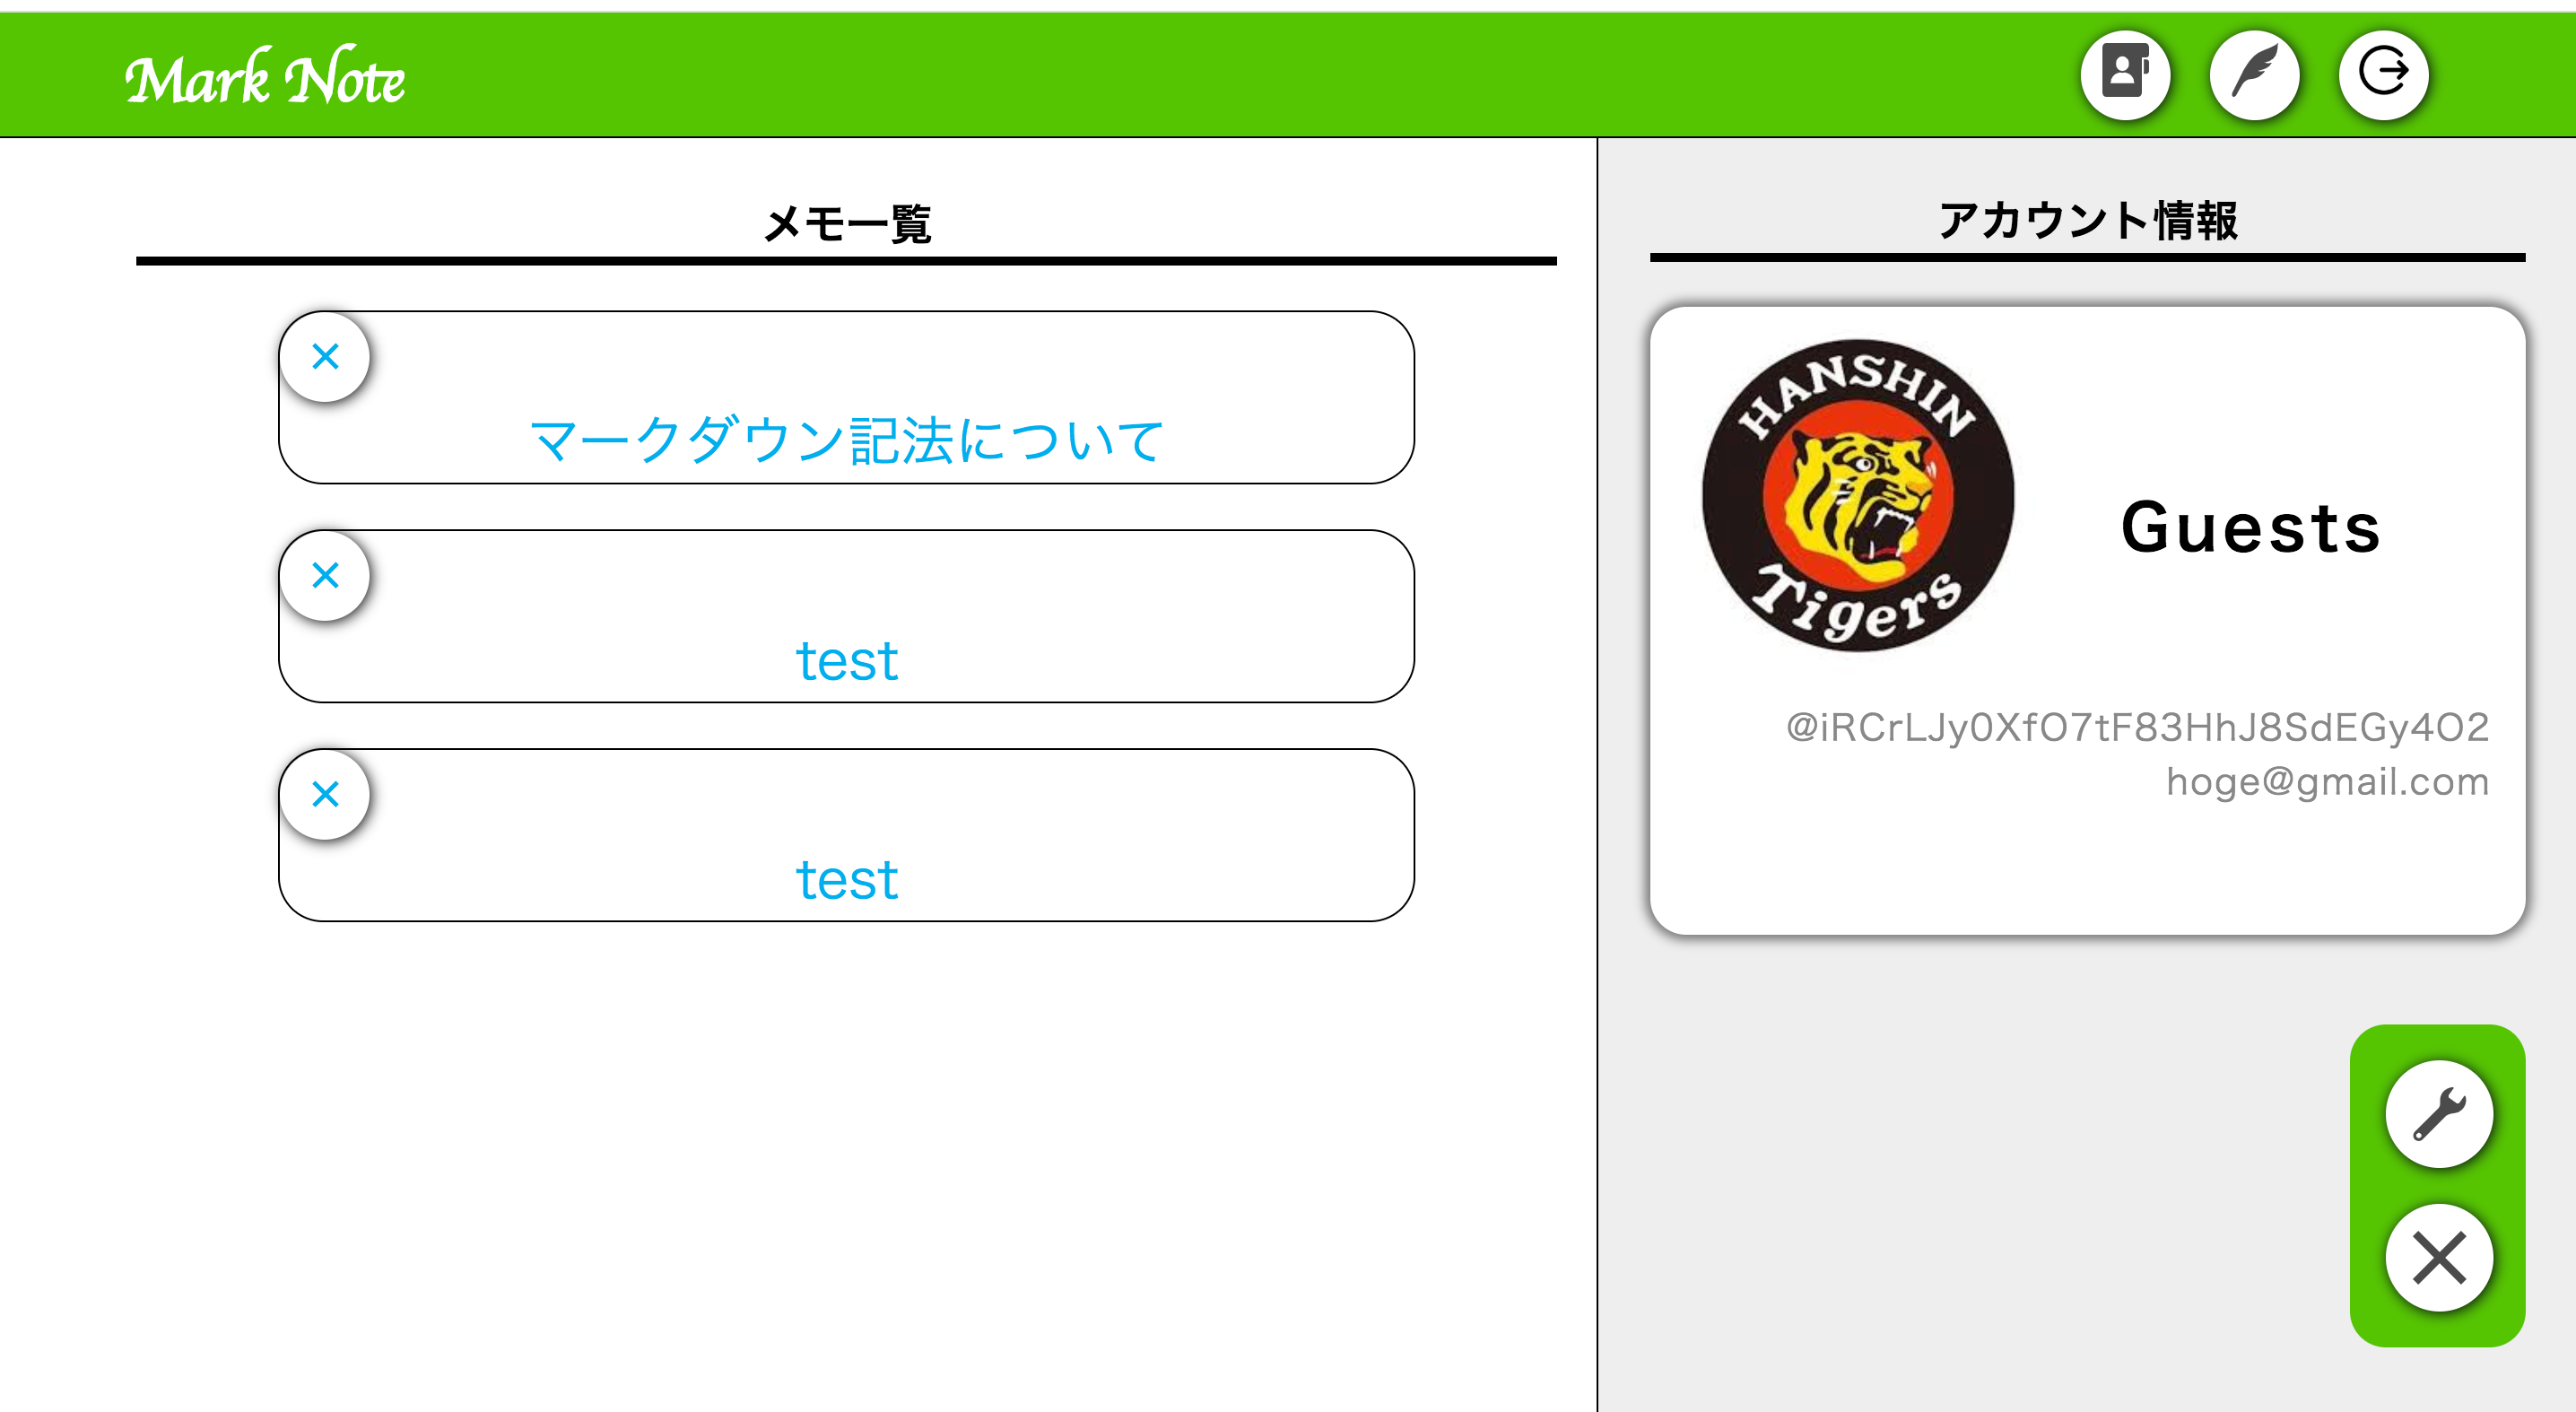 Mark Note
メモ一覧
×
マークダウン記法について
×
test
×
test
アカウント情報
HANSHIN
Tigers
Guests
@iRCrLJy0XfO7tF83HhJ8SdEGy4O2
hoge@gmail.com